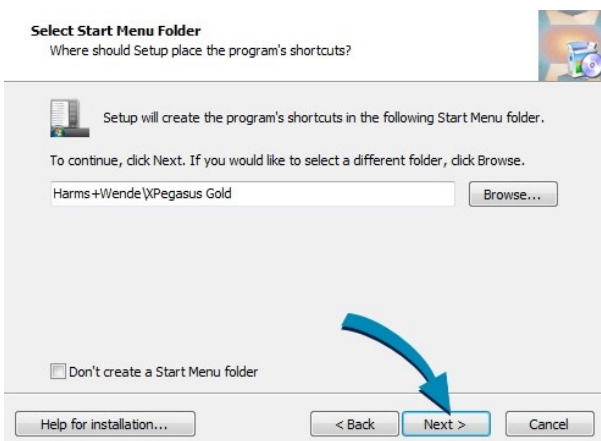 Select Start Menu Folder
Where should Setup place the program's shortcuts?
Setup will create the program's shortcuts in the following Start Menu folder.
To continue, click Next. If you would like to select a different folder, click Browse.
Harms+Wende\XPegasus Gold
Browse...
Don't create a Start Menu folder
Help for installation...
< Back
Next >
Cancel